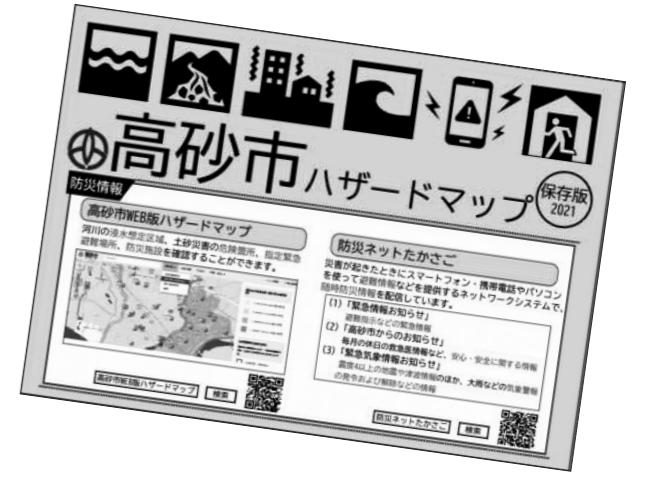 高砂市ハザードマップ
保存版
2021
防災情報
高砂市WEB版ハザードマップ
河川の浸水想定区域、土砂災害の危険箇所、指定緊急
避難場所、防災施設を確認することができます。
高砂市WEB版ハザードマップ
検索
防災ネットたかさご
災害が起きたときにスマートフォン・携帯電話やパソコン
を使って避難情報などを提供するネットワークシステムで、
随時防災情報を配信しています。
(1)「緊急情報お知らせ」
避難指示などの緊急情報
(2)「高砂市からのお知らせ」
毎月の休日の救急医情報など、安心・安全に関する情報
(3)「緊急気象情報お知らせ」
震度4以上の地震や津波情報のほか、大雨などの気象警報
の発令および解除などの情報
防災ネットたかさご
検索